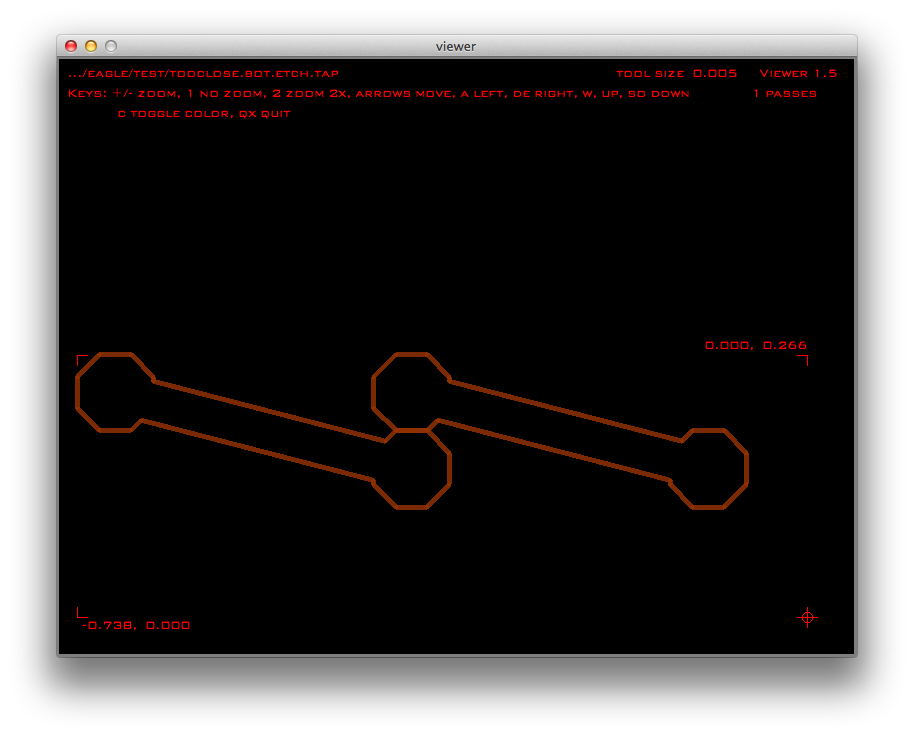 viewer
.../EAGLE/TEST/TOOCLOSE.BOT.ETCH.TAP TOOL SIZE 0.005 VIEWER 1.5
KEYS: +/- ZOOM, 1 NO ZOOM, 2 ZOOM 2X, ARROWS MOVE, A LEFT, DE RIGHT, W, UP, SO DOWN 1 PASSES
C TOGGLE COLOR, QX QUIT
0.000, 0.266
-0.738, 0.000